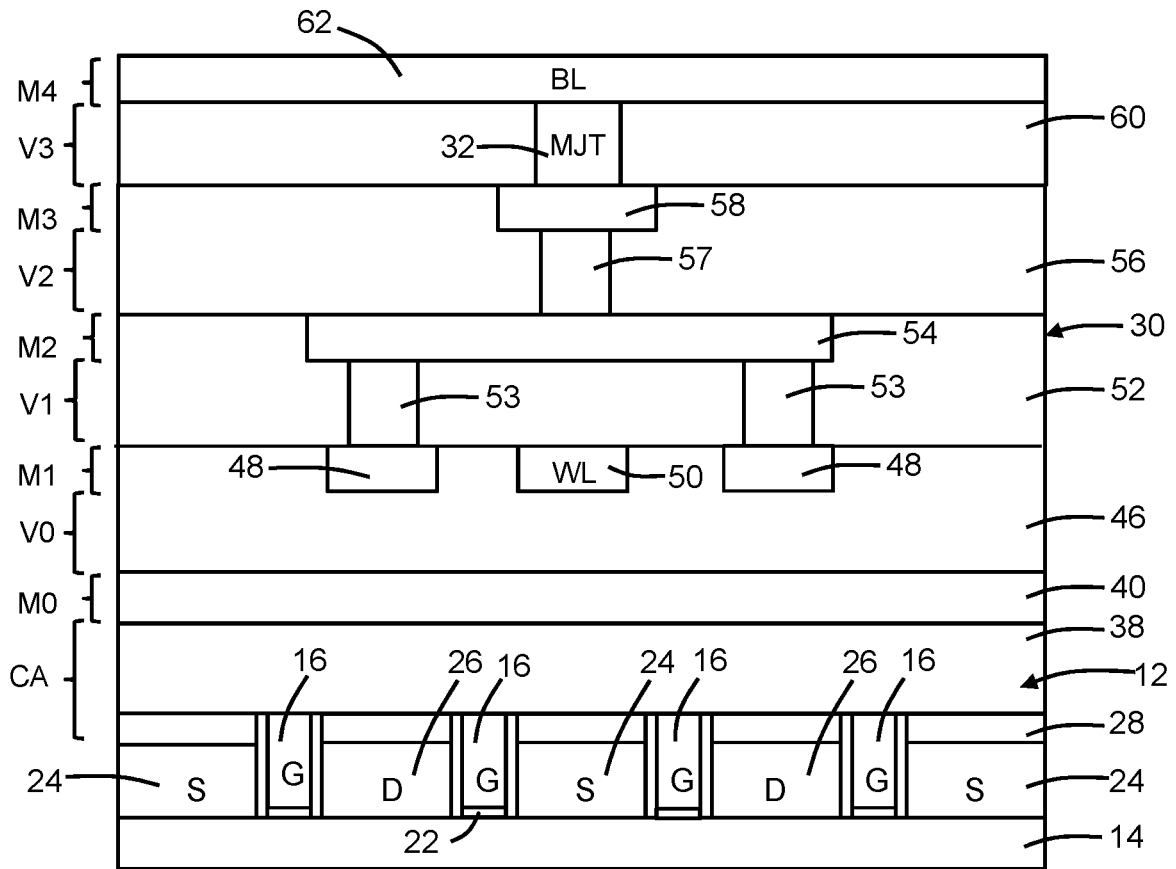 62
M4 BL
V3 32 MJT 60
M3 58
V2 57 56
M2 54 30
V1 53 53 52
M1 48 WL 50 48
V0 46
M0 40
38
CA 16 26 16 24 16 26 16 12
28
24 S G D G S G D G S 24
22 14